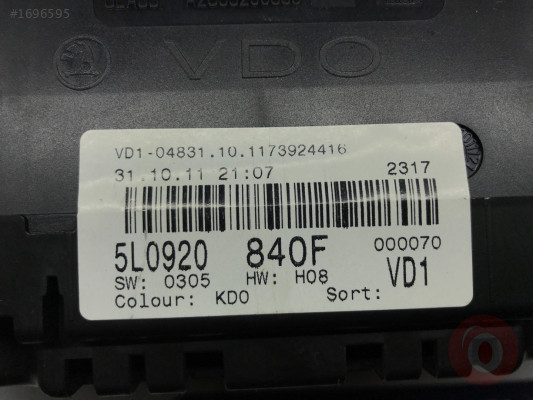 #1696595
VDO
VD1-04831.10.1173924416
31.10.11 21:07 2317
5L0920 840F 000070
SW: 0305 HW: H08 VD1
Colour: KD0 Sort: